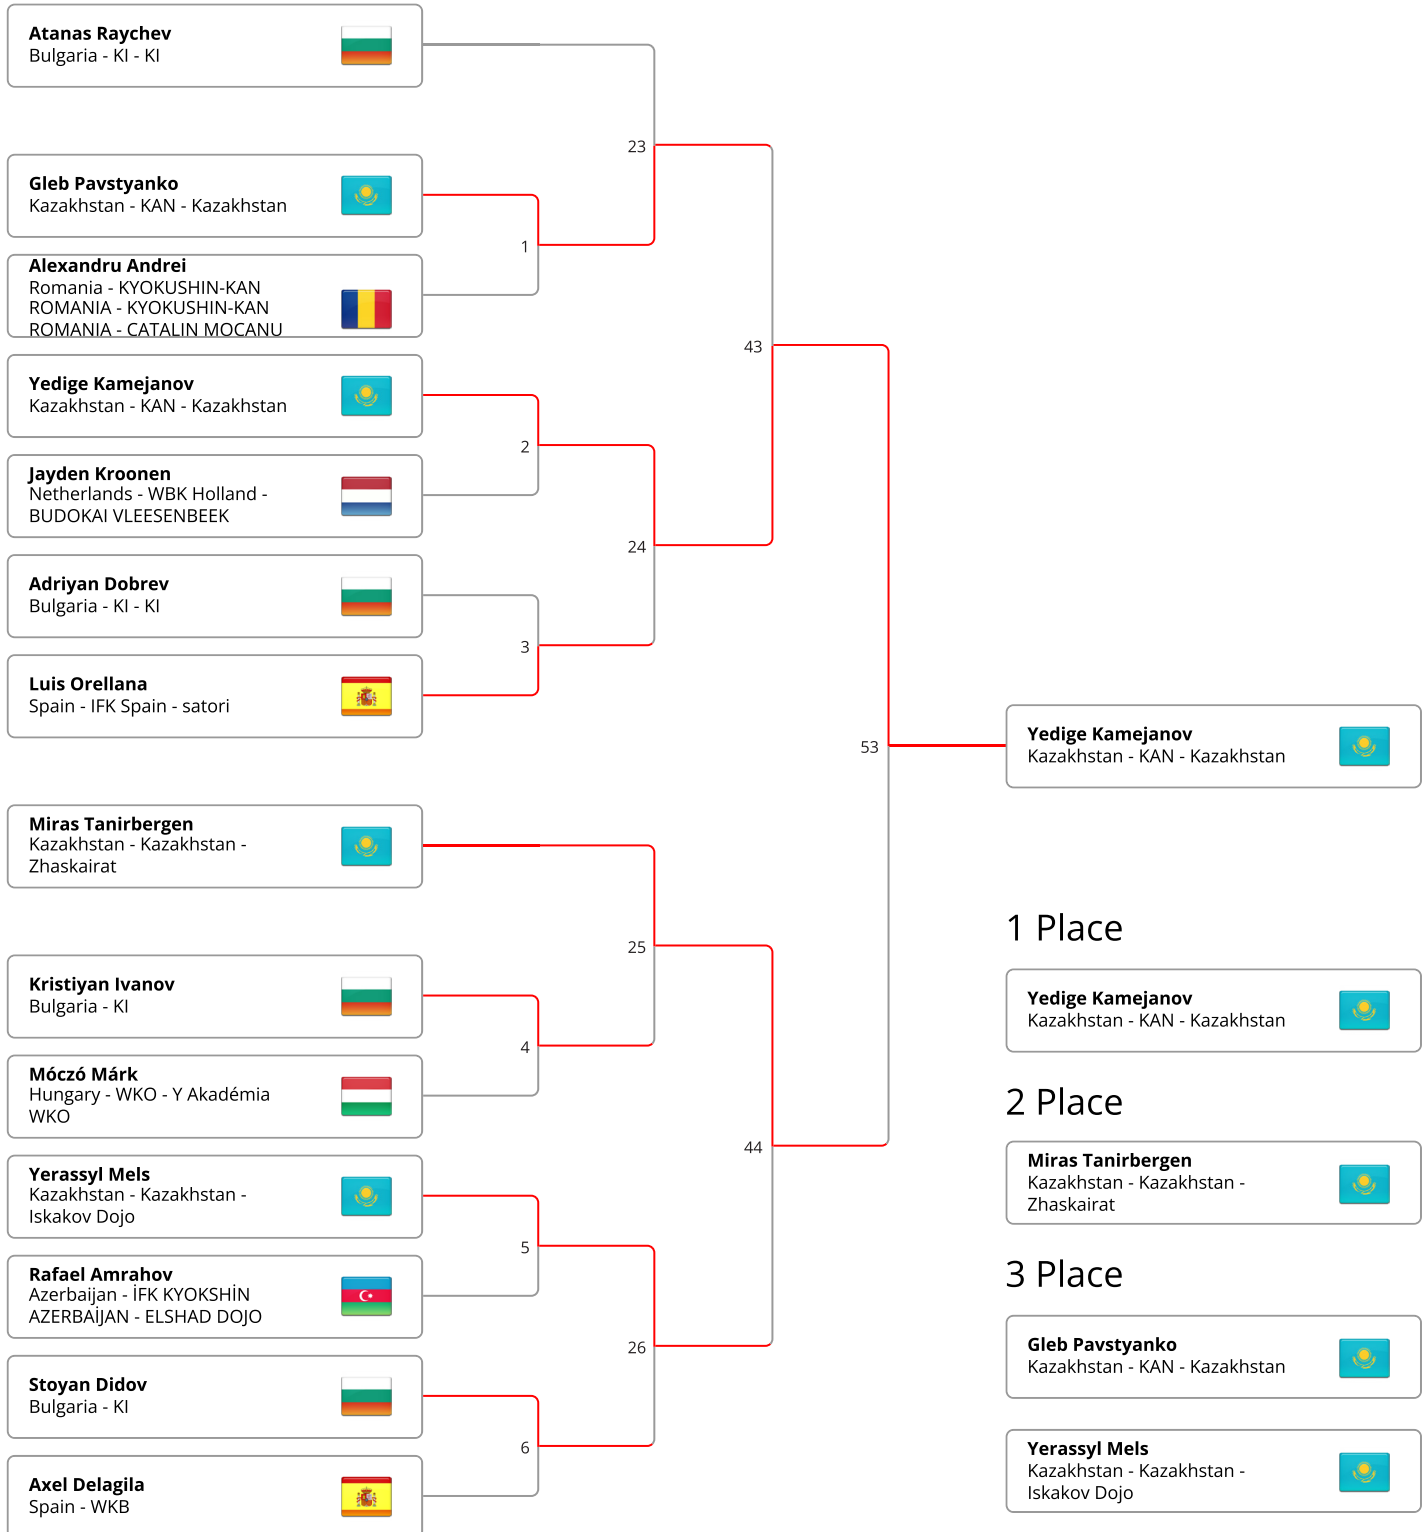 Atanas Raychev
Bulgaria - KI - KI
23
Gleb Pavstyanko
Kazakhstan - KAN - Kazakhstan
1
Alexandru Andrei
Romania - KYOKUSHIN-KAN
ROMANIA - KYOKUSHIN-KAN
ROMANIA - CATALIN MOCANU
43
Yedige Kamejanov
Kazakhstan - KAN - Kazakhstan
2
Jayden Kroonen
Netherlands - WBK Holland -
BUDOKAI VLEESENBEEK
24
Adriyan Dobrev
Bulgaria - KI - KI
3
Luis Orellana
Spain - IFK Spain - satori
53
Yedige Kamejanov
Kazakhstan - KAN - Kazakhstan
Miras Tanirbergen
Kazakhstan - Kazakhstan -
Zhaskairat
25
Kristiyan Ivanov
Bulgaria - KI
4
Móczó Márk
Hungary - WKO - Y Akadémia
WKO
44
Yerassyl Mels
Kazakhstan - Kazakhstan -
Iskakov Dojo
5
Rafael Amrahov
Azerbaijan - İFK KYOKSHİN
AZERBAİJAN - ELSHAD DOJO
26
Stoyan Didov
Bulgaria - KI
6
Axel Delagila
Spain - WKB
1 Place
Yedige Kamejanov
Kazakhstan - KAN - Kazakhstan
2 Place
Miras Tanirbergen
Kazakhstan - Kazakhstan -
Zhaskairat
3 Place
Gleb Pavstyanko
Kazakhstan - KAN - Kazakhstan
Yerassyl Mels
Kazakhstan - Kazakhstan -
Iskakov Dojo